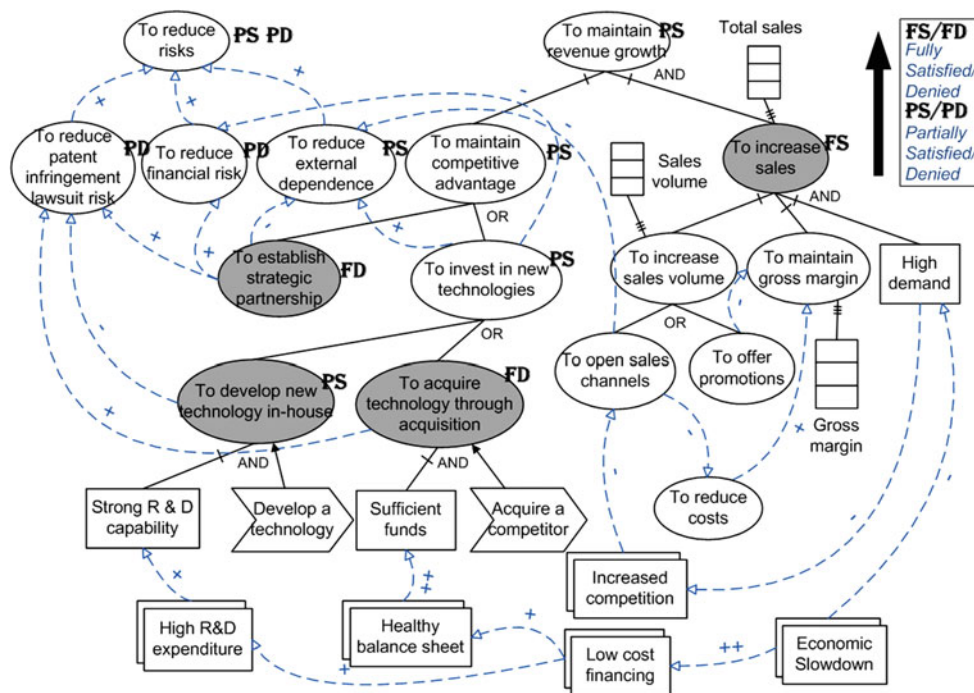 To reduce
risks
PS PD
To maintain
revenue growth
PS
AND
Total sales
FS/FD
Fully
Satisfied/
Denied
PS/PD
Partially
Satisfied/
Denied
To reduce
patent
infringement
lawsuit risk
PD
To reduce
financial risk
PD
To reduce
external
dependence
PS
To maintain
competitive
advantage
PS
OR
Sales
volume
To increase
sales
FS
AND
To establish
strategic
partnership
FD
To invest in new
technologies
PS
OR
To increase
sales volume
OR
To maintain
gross margin
High
demand
To open sales
channels
To offer
promotions
Gross
margin
To develop new
technology in-house
PS
AND
To acquire
technology through
acquisition
FD
AND
To reduce
costs
Strong R & D
capability
Develop a
technology
Sufficient
funds
Acquire a
competitor
Increased
competition
High R&D
expenditure
Healthy
balance sheet
Low cost
financing
Economic
Slowdown
+
+
+
+
+
+
+
+
+
+
+
+
+
+
++
-
-
-
-
-
-
-
-
-